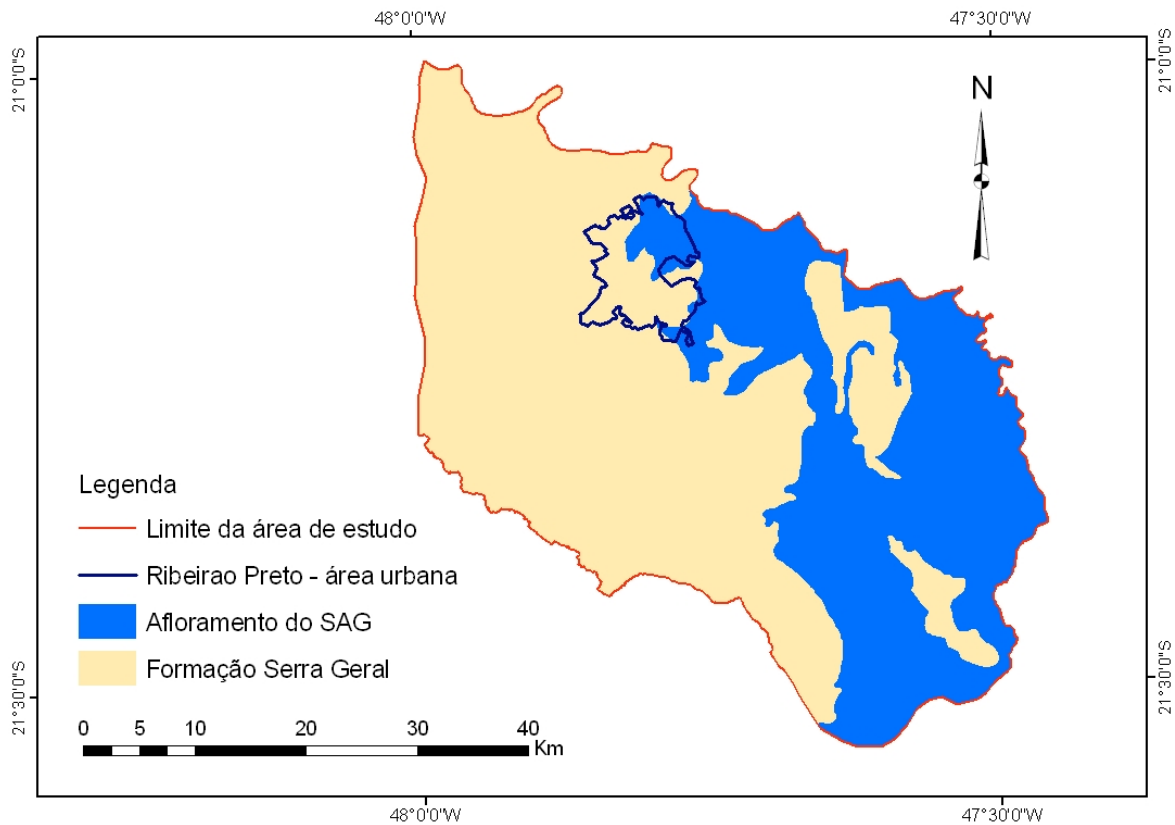 48°0'0"W 47°30'0"W
21°0'0"S 21°0'0"S
N
Legenda
Limite da área de estudo
Ribeirao Preto - área urbana
Afloramento do SAG
Formação Serra Geral
21°30'0"S 21°30'0"S
0 5 10 20 30 40
Km
48°0'0"W 47°30'0"W